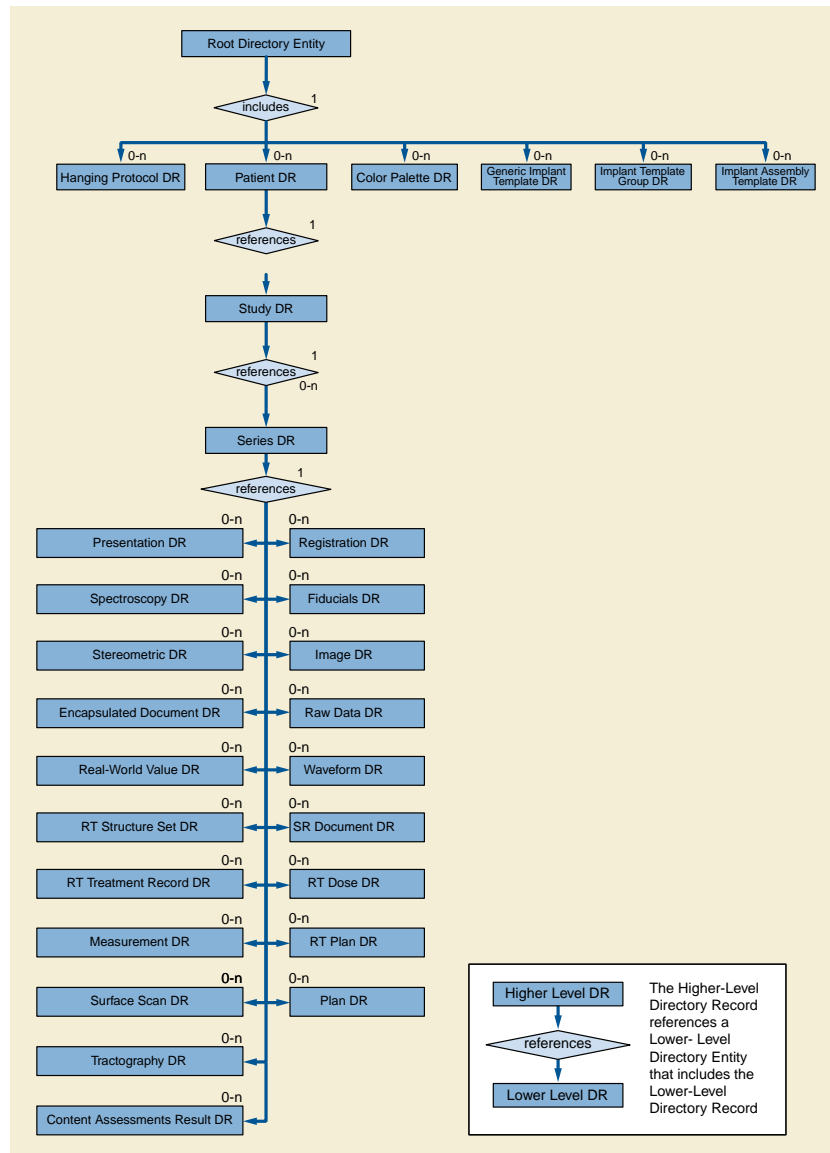 Root Directory Entity
1
includes
0-n
0-n
0-n
0-n
0-n
0-n
Hanging Protocol DR
Patient DR
Color Palette DR
Generic Implant
Template DR
Implant Template
Group DR
Implant Assembly
Template DR
1
references
Study DR
1
references
0-n
Series DR
1
references
0-n
0-n
Presentation DR
Registration DR
0-n
0-n
Spectroscopy DR
Fiducials DR
0-n
0-n
Stereometric DR
Image DR
0-n
0-n
Encapsulated Document DR
Raw Data DR
0-n
0-n
Real-World Value DR
Waveform DR
0-n
0-n
RT Structure Set DR
SR Document DR
0-n
0-n
RT Treatment Record DR
RT Dose DR
0-n
0-n
Measurement DR
RT Plan DR
0-n
0-n
Surface Scan DR
Plan DR
0-n
Tractography DR
0-n
Content Assessments Result DR
Higher Level DR
references
Lower Level DR
The Higher-Level
Directory Record
references a
Lower- Level
Directory Entity
that includes the
Lower-Level
Directory Record